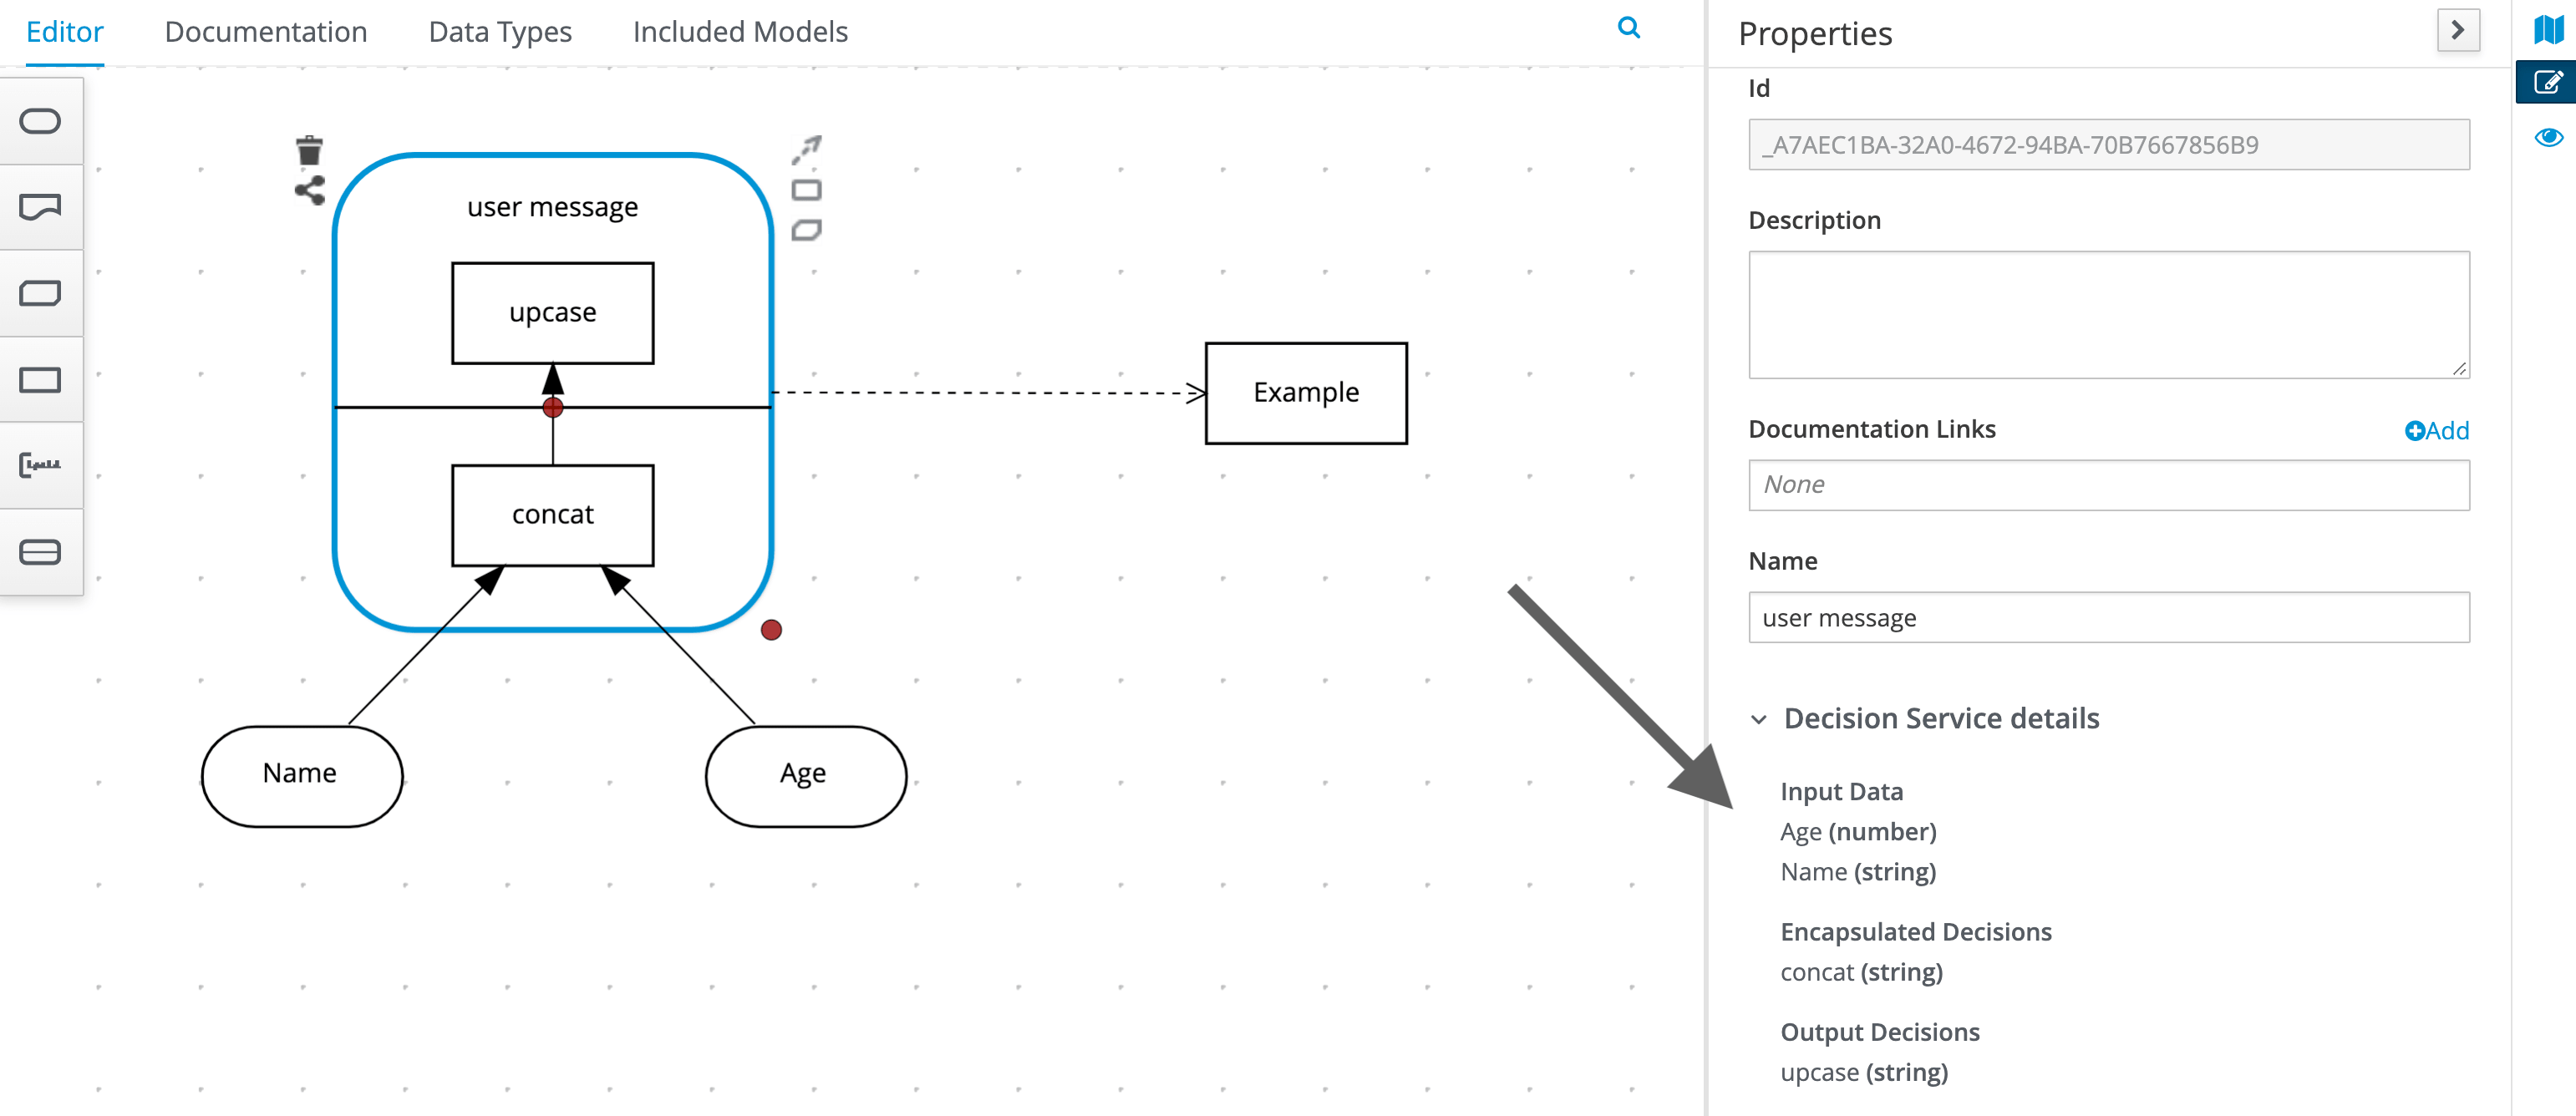 Editor
Documentation
Data Types
Included Models
user message
upcase
concat
Example
Name
Age
Properties
Id
_A7AEC1BA-32A0-4672-94BA-70B7667856B9
Description
Documentation Links
Add
None
Name
user message
Decision Service details
Input Data
Age (number)
Name (string)
Encapsulated Decisions
concat (string)
Output Decisions
upcase (string)